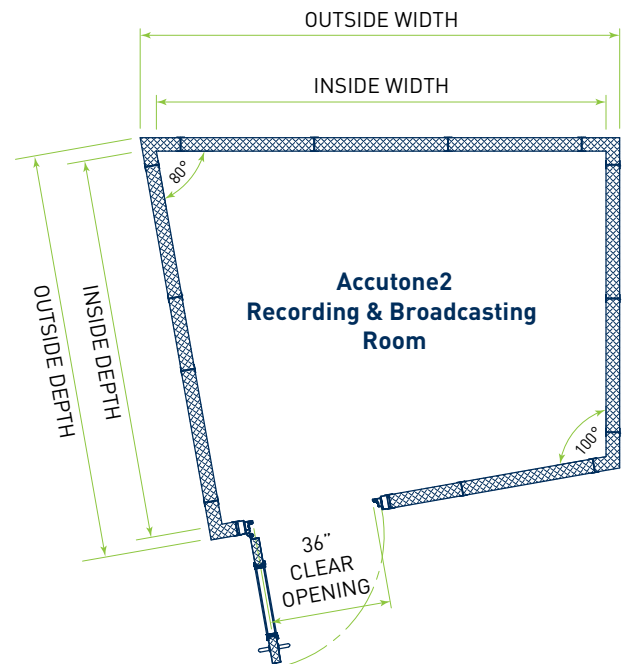 OUTSIDE WIDTH
INSIDE WIDTH
80°
Accutone2
Recording & Broadcasting
Room
OUTSIDE DEPTH
INSIDE DEPTH
100°
36”
CLEAR
OPENING